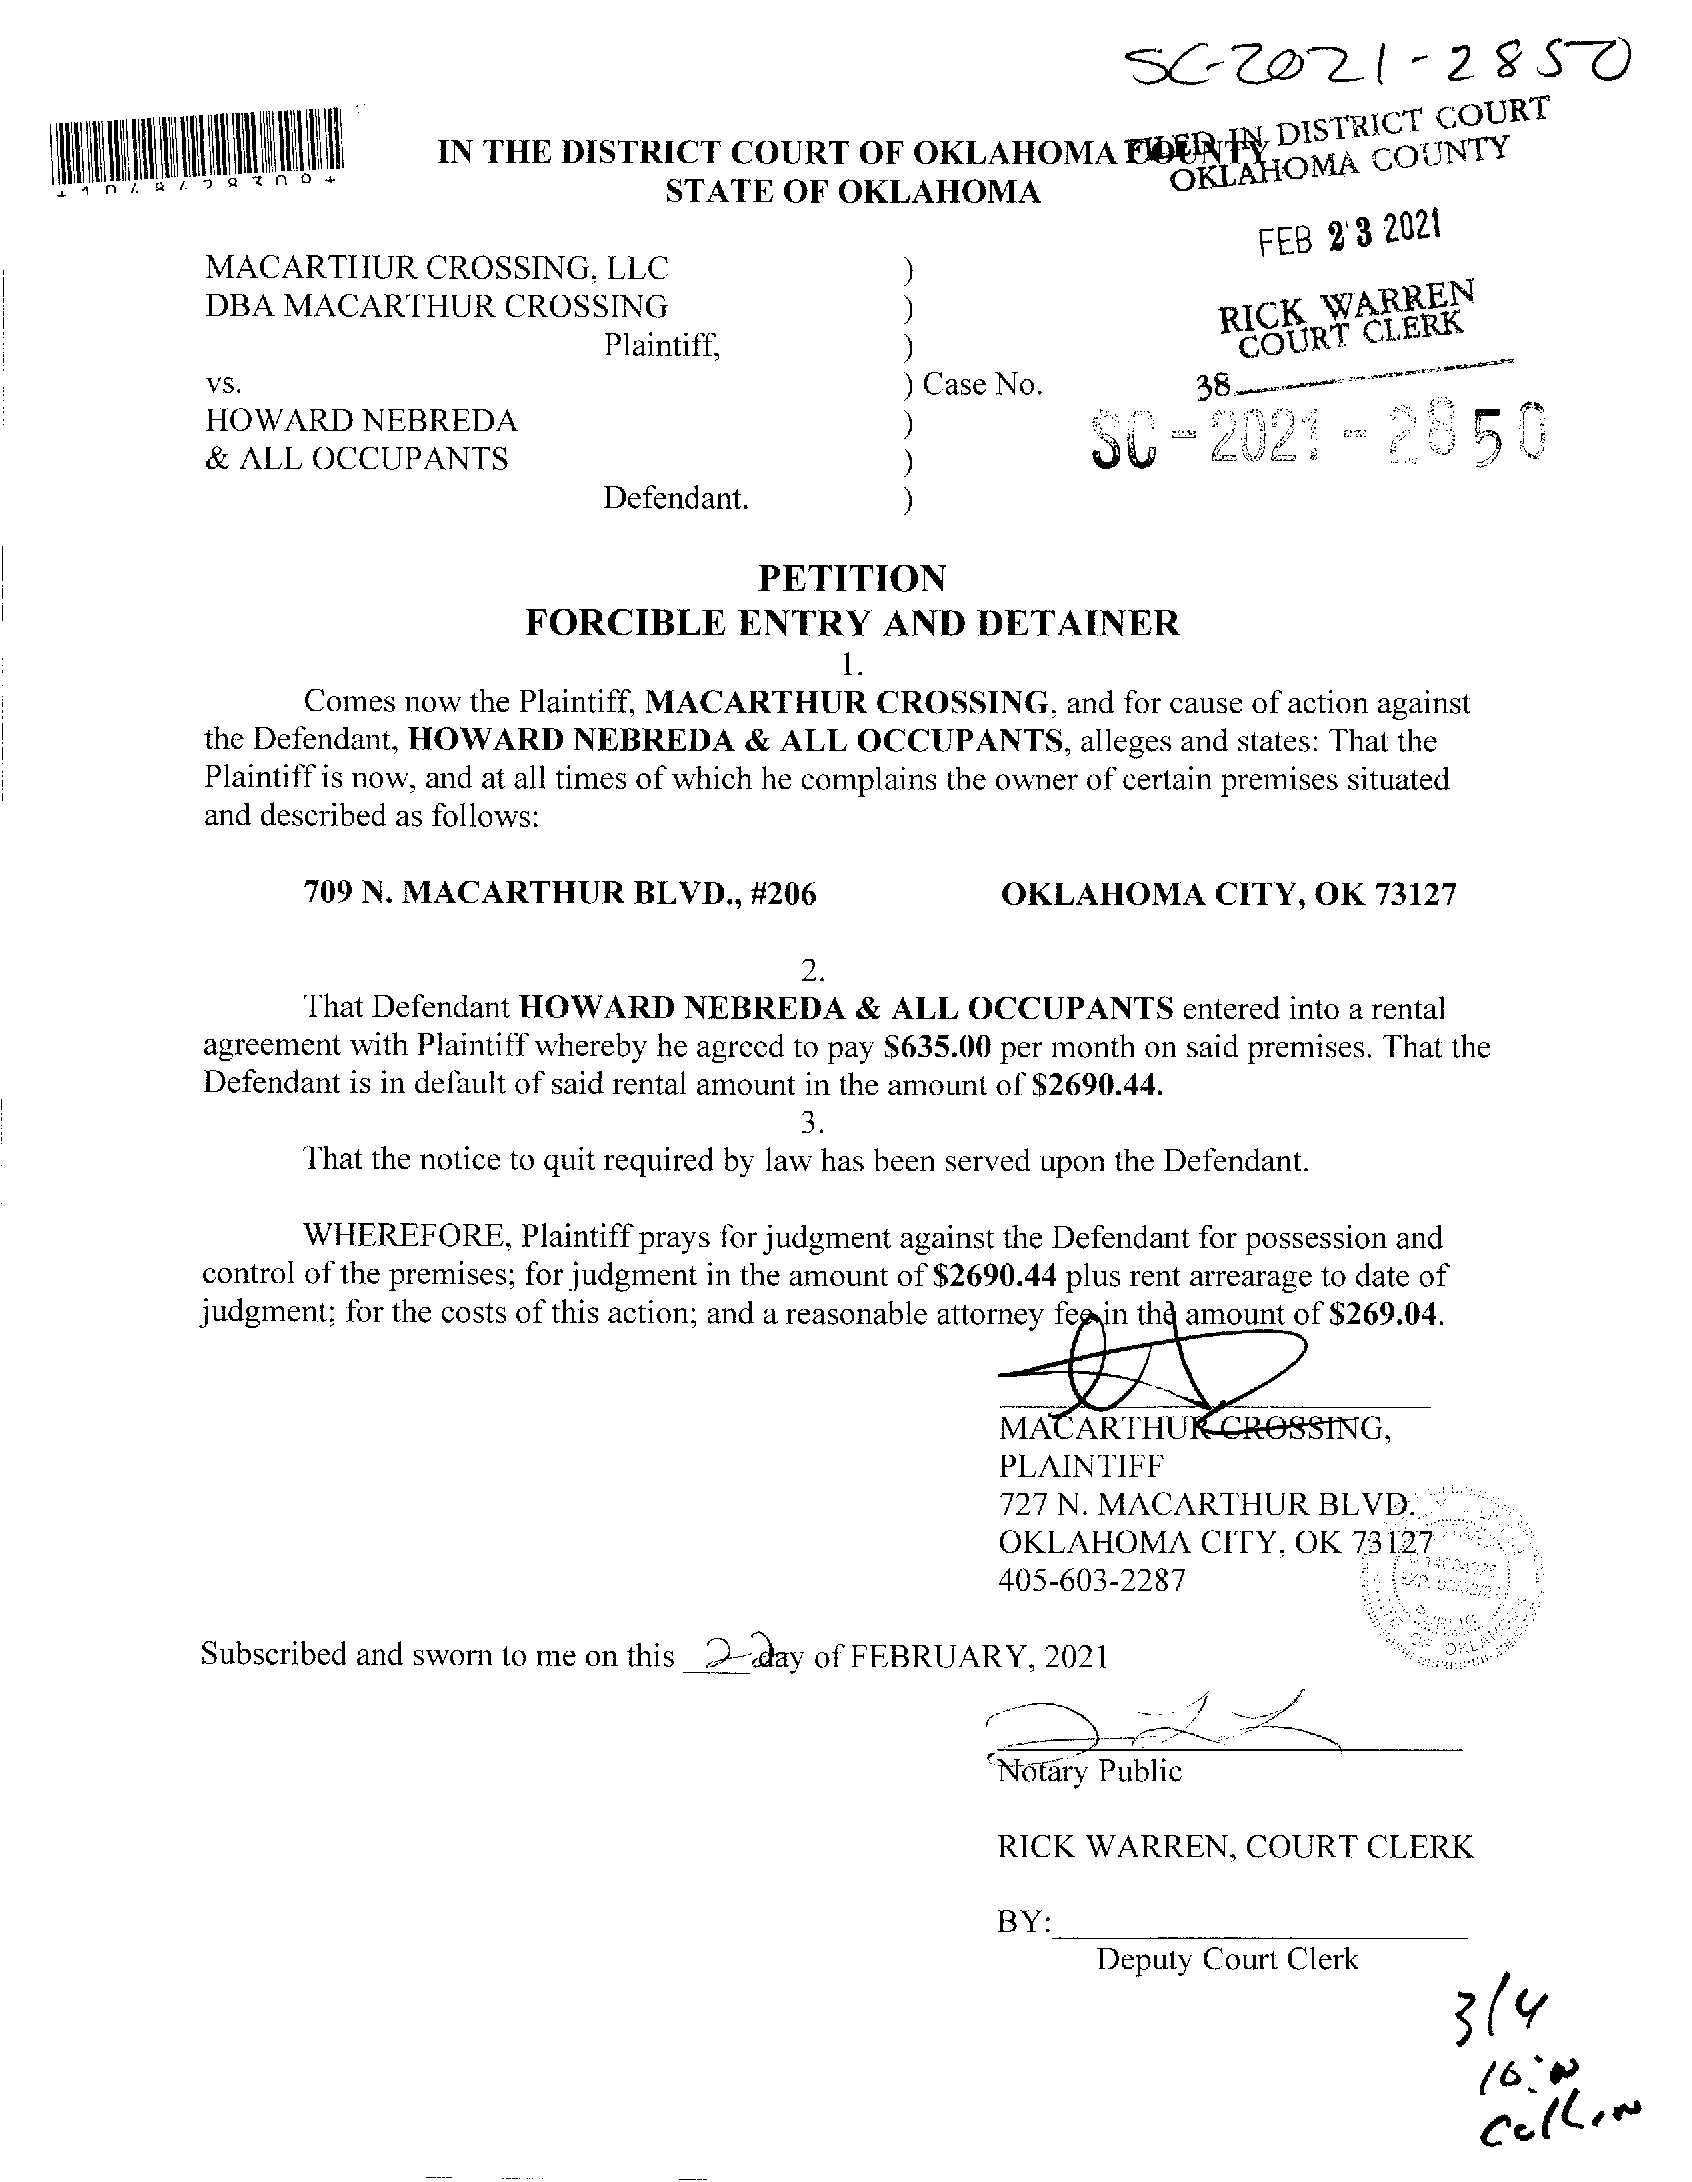 SC-2021-2850
IN THE DISTRICT COURT OF OKLAHOMA COUNTY
STATE OF OKLAHOMA
FILED IN DISTRICT COURT
OKLAHOMA COUNTY
FEB 23 2021
RICK WARREN
COURT CLERK
38
SC-2021-2850
MACARTHUR CROSSING, LLC )
DBA MACARTHUR CROSSING )
Plaintiff, )
vs. ) Case No.
HOWARD NEBREDA )
& ALL OCCUPANTS )
Defendant. )
PETITION
FORCIBLE ENTRY AND DETAINER
1.
Comes now the Plaintiff, MACARTHUR CROSSING, and for cause of action against
the Defendant, HOWARD NEBREDA & ALL OCCUPANTS, alleges and states: That the
Plaintiff is now, and at all times of which he complains the owner of certain premises situated
and described as follows:
709 N. MACARTHUR BLVD., #206 OKLAHOMA CITY, OK 73127
2.
That Defendant HOWARD NEBREDA & ALL OCCUPANTS entered into a rental
agreement with Plaintiff whereby he agreed to pay $635.00 per month on said premises. That the
Defendant is in default of said rental amount in the amount of $2690.44.
3.
That the notice to quit required by law has been served upon the Defendant.
WHEREFORE, Plaintiff prays for judgment against the Defendant for possession and
control of the premises; for judgment in the amount of $2690.44 plus rent arrearage to date of
judgment; for the costs of this action; and a reasonable attorney fee in the amount of $269.04.
MACARTHUR CROSSING,
PLAINTIFF
727 N. MACARTHUR BLVD.
OKLAHOMA CITY, OK 73127
405-603-2287
Subscribed and sworn to me on this day of FEBRUARY, 2021
Notary Public
RICK WARREN, COURT CLERK
BY:
Deputy Court Clerk
3/4